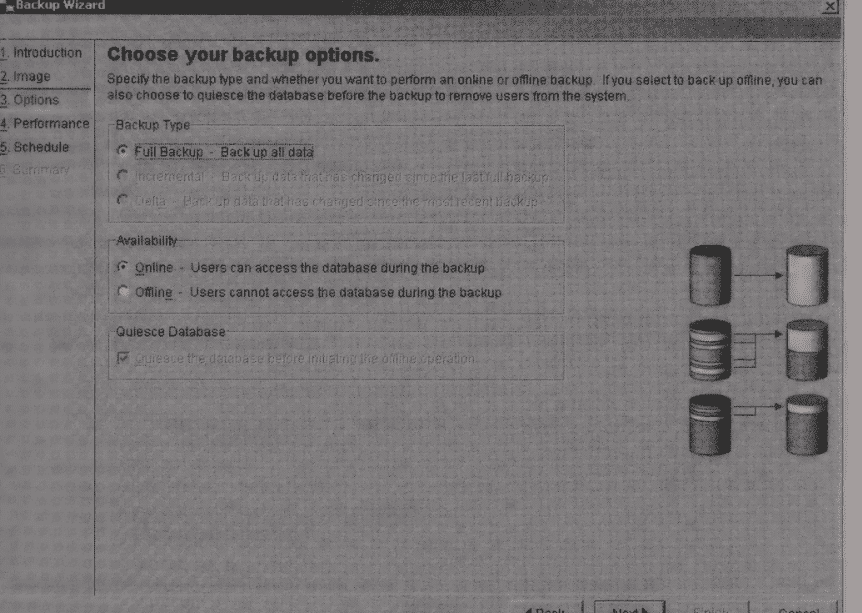 Backup Wizard
1. Introduction
2. Image
3. Options
4. Performance
5. Schedule
6. Summary
Choose your backup options.
Specify the backup type and whether you want to perform an online or offline backup. If you select to back up offline, you can
also choose to quiesce the database before the backup to remove users from the system.
Backup Type
Full Backup - Back up all data
Incremental - Back up data that has changed since the last full backup
Delta - Back up data that has changed since the most recent backup
Availability
Online - Users can access the database during the backup
Offline - Users cannot access the database during the backup
Quiesce Database
Quiesce the database before initiating the offline operation
Back
Next
Finish
Cancel